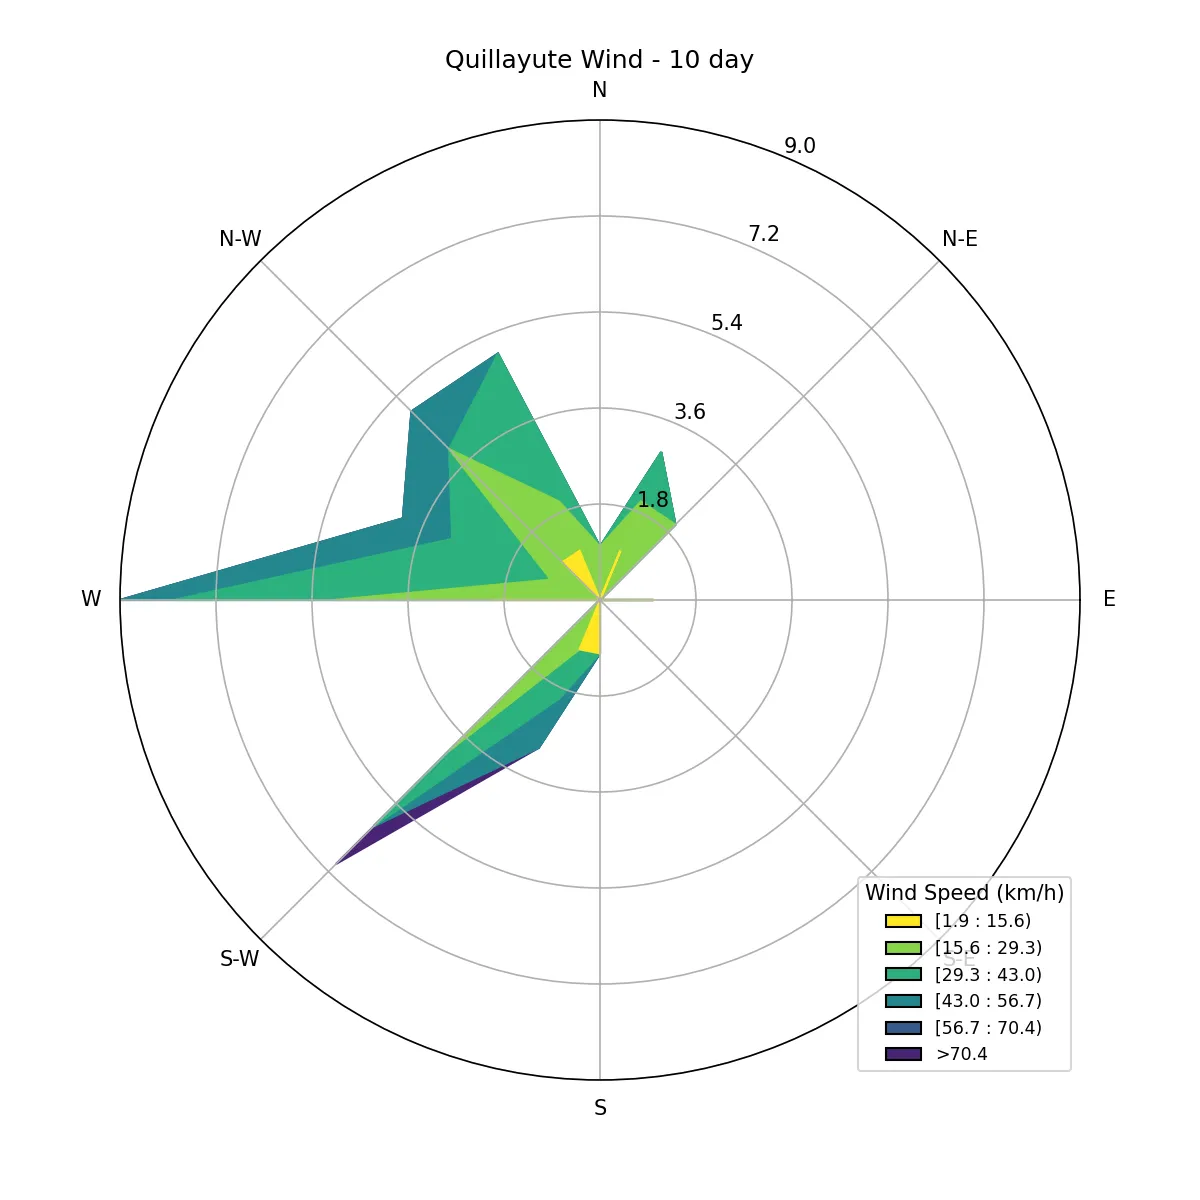 Quillayute Wind - 10 day
N
9.0
N-W
7.2
N-E
5.4
3.6
1.8
W
E
S-W
S-E
S
Wind Speed (km/h)
[1.9 : 15.6)
[15.6 : 29.3)
[29.3 : 43.0)
[43.0 : 56.7)
[56.7 : 70.4)
>70.4